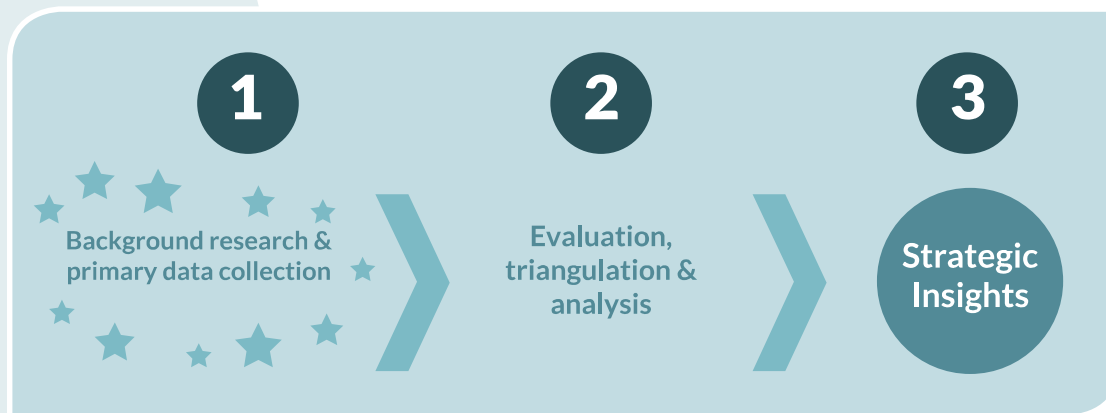 1
Background research &
primary data collection
2
Evaluation,
triangulation &
analysis
3
Strategic
Insights